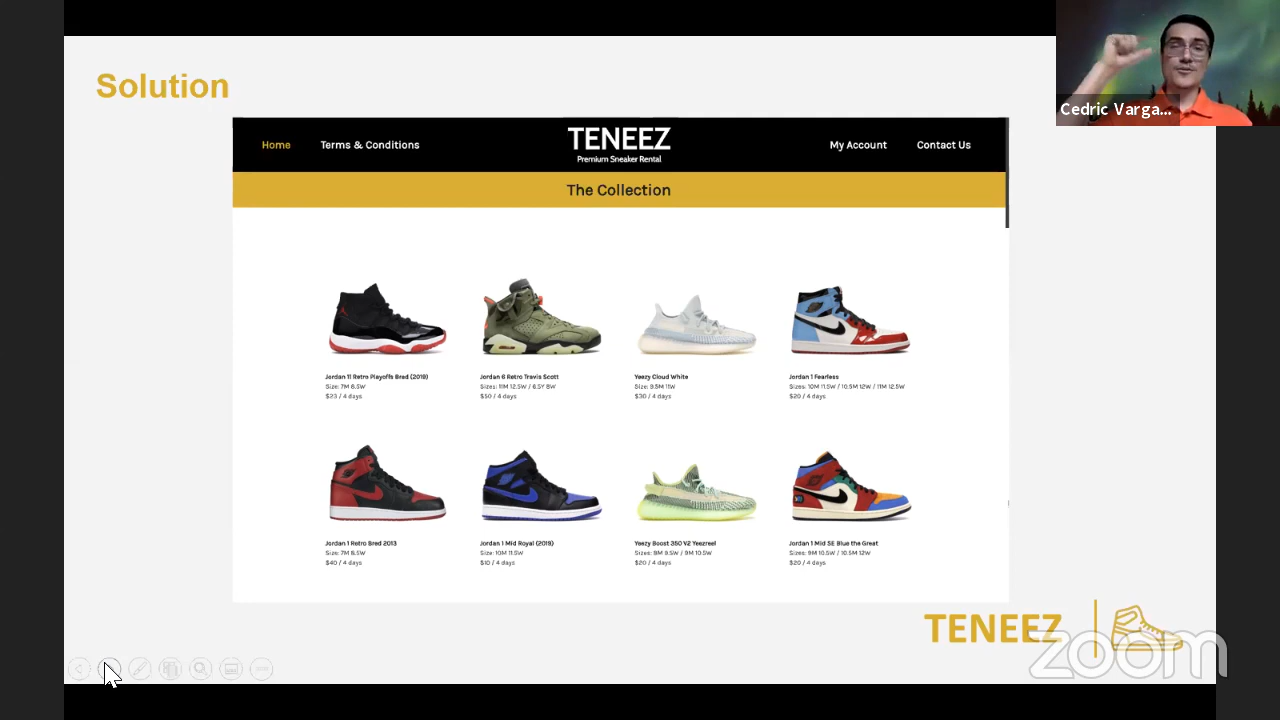 Solution
Cedric Varga...
Home
Terms & Conditions
TENEEZ
Premium Sneaker Rental
My Account
Contact Us
The Collection
Jordan 11 Retro Playoffs Bred (2019)
Size: 7M 8.5W
$23 / 4 days
Jordan 6 Retro Travis Scott
Sizes: 11M 12.5W / 6.5Y 8W
$50 / 4 days
Yeezy Cloud White
Size: 9.5M 11W
$30 / 4 days
Jordan 1 Fearless
Sizes: 10M 11.5W / 10.5M 12W / 11M 12.5W
$20 / 4 days
Jordan 1 Retro Bred 2013
Size: 7M 8.5W
$40 / 4 days
Jordan 1 Mid Royal (2019)
Size: 10M 11.5W
$10 / 4 days
Yeezy Boost 350 V2 Yeezreel
Sizes: 8M 9.5W / 9M 10.5W
$20 / 4 days
Jordan 1 Mid SE Blue the Great
Sizes: 9M 10.5W / 10.5M 12W
$20 / 4 days
TENEEZ
zoom